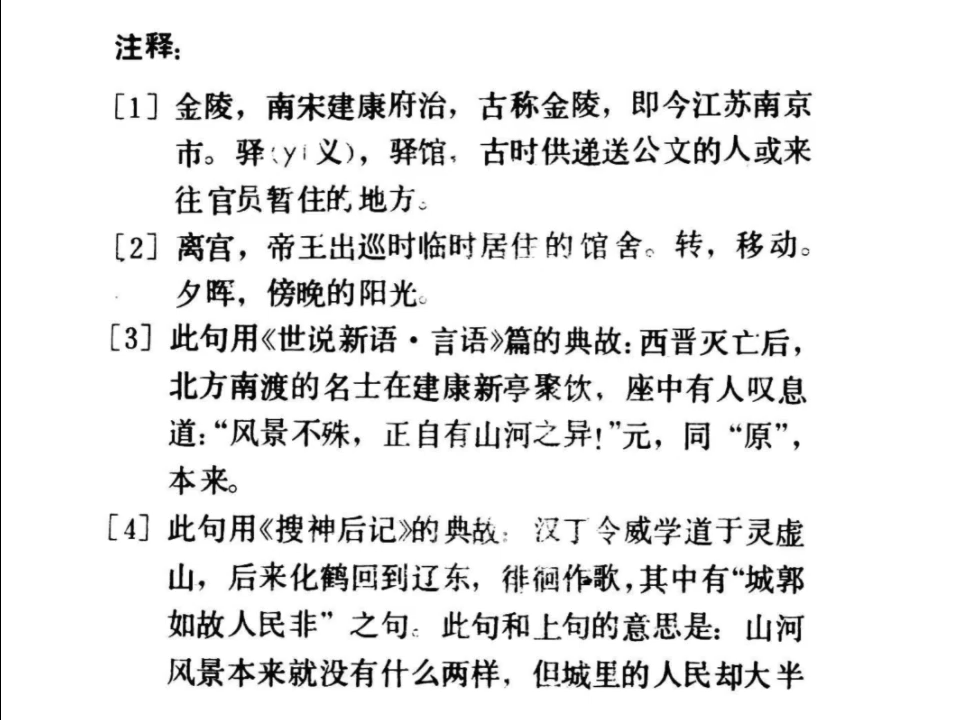 注释：
[1] 金陵，南宋建康府治，古称金陵，即今江苏南京
市。驿(yì义)，驿馆，古时供递送公文的人或来
往官员暂住的地方。
[2] 离宫，帝王出巡时临时居住的馆舍。转，移动。
夕晖，傍晚的阳光。
[3] 此句用《世说新语·言语》篇的典故：西晋灭亡后，
北方南渡的名士在建康新亭聚饮，座中有人叹息
道：“风景不殊，正自有山河之异！”元，同“原”，
本来。
[4] 此句用《搜神后记》的典故：汉丁令威学道于灵虚
山，后来化鹤回到辽东，徘徊作歌，其中有“城郭
如故人民非”之句。此句和上句的意思是：山河
风景本来就没有什么两样，但城里的人民却大半